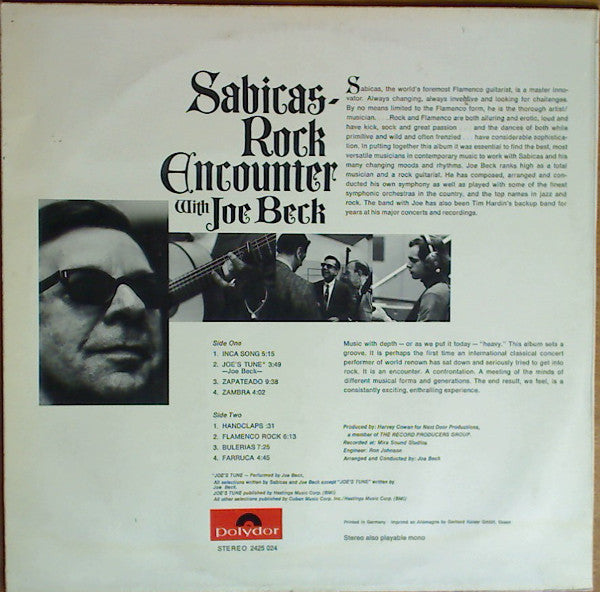 Sabicas-
Rock
Encounter
With Joe Beck
Sabicas, the world's foremost Flamenco guitarist, is a master inno-
vator. Always changing, always inventive and looking for challenges.
By no means limited to the Flamenco form, he is the thorough artist/
musician. . . . Rock and Flamenco are both alluring and erotic, loud and
have kick, sock and great passion . . . . and the dances of both while
primitive and wild and often frenzied . . . have considerable sophistica-
tion. In putting together this album it was essential to find the best, most
versatile musicians in contemporary music to work with Sabicas and his
many changing moods and rhythms. Joe Beck ranks high as a total
musician and a rock guitarist. He has composed, arranged and con-
ducted his own symphony as well as played with some of the finest
symphonic orchestras in the country, and the top names in jazz and
rock. The band with Joe has also been Tim Hardin's backup band for
years at his major concerts and recordings.
Side One
1. INCA SONG 5:15
2. JOE'S TUNE* 3:49
—Joe Beck—
3. ZAPATEADO 9:38
4. ZAMBRA 4:02
Side Two
1. HANDCLAPS :31
2. FLAMENCO ROCK 6:13
3. BULERIAS 7:25
4. FARRUCA 4:45
Music with depth — or as we put it today — "heavy." This album sets a
groove. It is perhaps the first time an international classical concert
performer of world renown has sat down and seriously tried to get into
rock. It is an encounter. A confrontation. A meeting of the minds of
different musical forms and generations. The end result, we feel, is a
consistantly exciting, enthralling experience.
Produced by: Harvey Cowan for Next Door Productions,
a member of THE RECORD PRODUCERS GROUP.
Recorded at: Mira Sound Studios
Engineer: Ron Johnson
Arranged and Conducted by: Joe Beck
*JOE'S TUNE — Performed by Joe Beck.
All selections written by Sabicas and Joe Beck except "JOE'S TUNE" written by
Joe Beck.
JOE'S TUNE published by Hastings Music Corp. (BMI)
All other selections published by Cuban Music Corp. Inc./Hastings Music Corp. (BMI)
polydor
STEREO 2425 024
Printed in Germany · Imprimé en Allemagne by Gerhard Kaiser GmbH, Essen
Stereo also playable mono